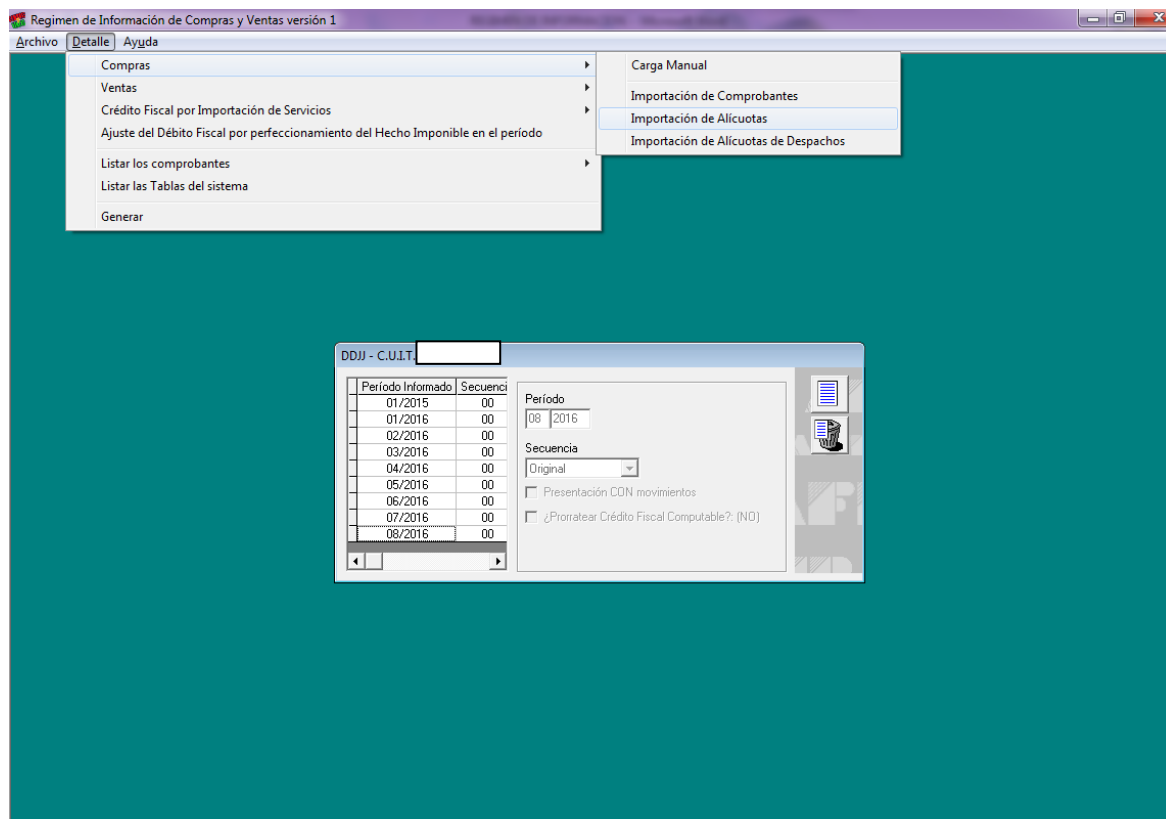 Regimen de Información de Compras y Ventas versión 1
Archivo Detalle Ayuda
Compras
Ventas
Crédito Fiscal por Importación de Servicios
Ajuste del Débito Fiscal por perfeccionamiento del Hecho Imponible en el período
Listar los comprobantes
Listar las Tablas del sistema
Generar
Carga Manual
Importación de Comprobantes
Importación de Alícuotas
Importación de Alícuotas de Despachos
DDJJ - C.U.I.T.
Período Informado Secuenci
01/2015 00
01/2016 00
02/2016 00
03/2016 00
04/2016 00
05/2016 00
06/2016 00
07/2016 00
08/2016 00
Período
08 2016
Secuencia
Original
Presentación CON movimientos
¿Prorratear Crédito Fiscal Computable?: (NO)